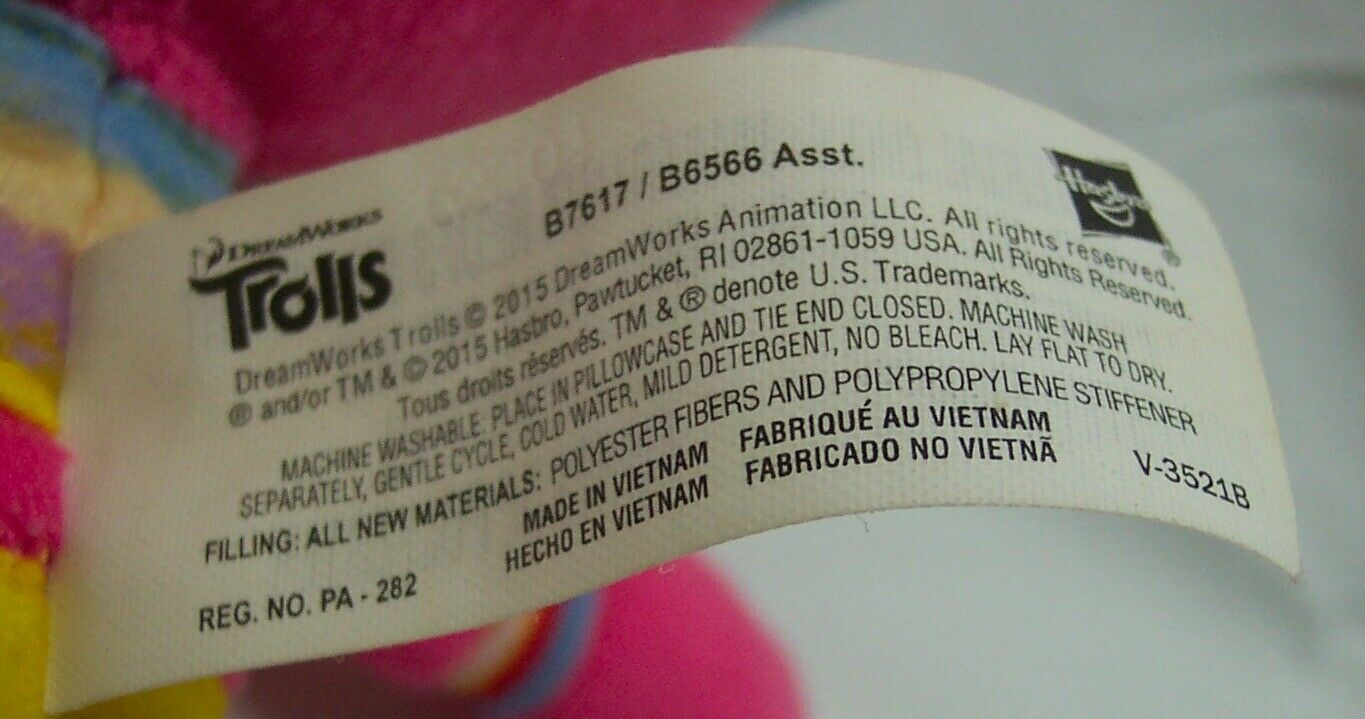 B7617 / B6566 Asst.
Hasbro
®
DreamWorks
Trolls
DreamWorks Trolls © 2015 DreamWorks Animation LLC. All rights reserved.
® and/or TM & © 2015 Hasbro, Pawtucket, RI 02861-1059 USA. All Rights Reserved.
Tous droits réservés. TM & ® denote U.S. Trademarks.
MACHINE WASHABLE: PLACE IN PILLOWCASE AND TIE END CLOSED. MACHINE WASH
SEPARATELY, GENTLE CYCLE, COLD WATER, MILD DETERGENT, NO BLEACH. LAY FLAT TO DRY.
FILLING: ALL NEW MATERIALS: POLYESTER FIBERS AND POLYPROPYLENE STIFFENER
MADE IN VIETNAM FABRIQUÉ AU VIETNAM
HECHO EN VIETNAM FABRICADO NO VIETNÃ
V-3521B
REG. NO. PA - 282